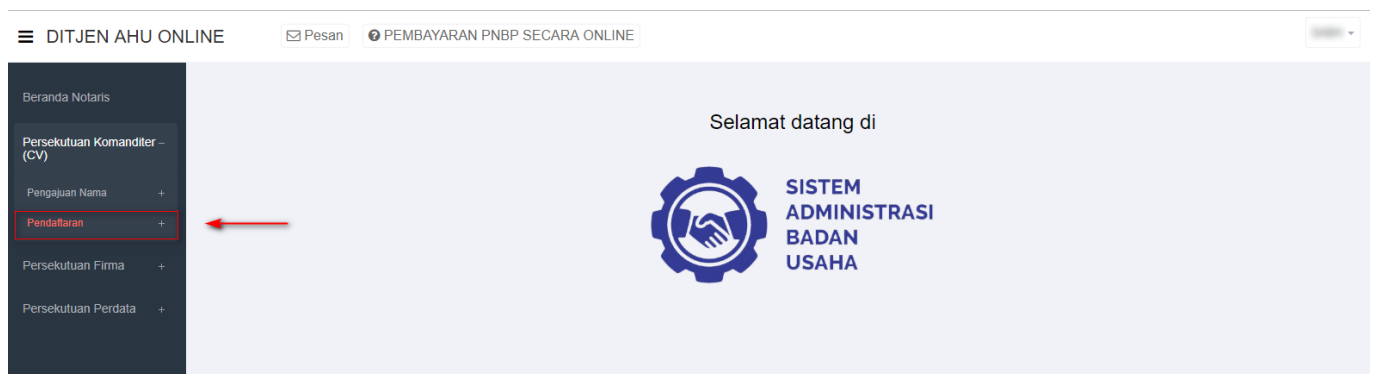 DITJEN AHU ONLINE
Pesan
PEMBAYARAN PNBP SECARA ONLINE
Beranda Notaris
Persekutuan Komanditer –
(CV)
Pengajuan Nama +
Pendaftaran +
Persekutuan Firma +
Persekutuan Perdata +
Selamat datang di
SISTEM
ADMINISTRASI
BADAN
USAHA